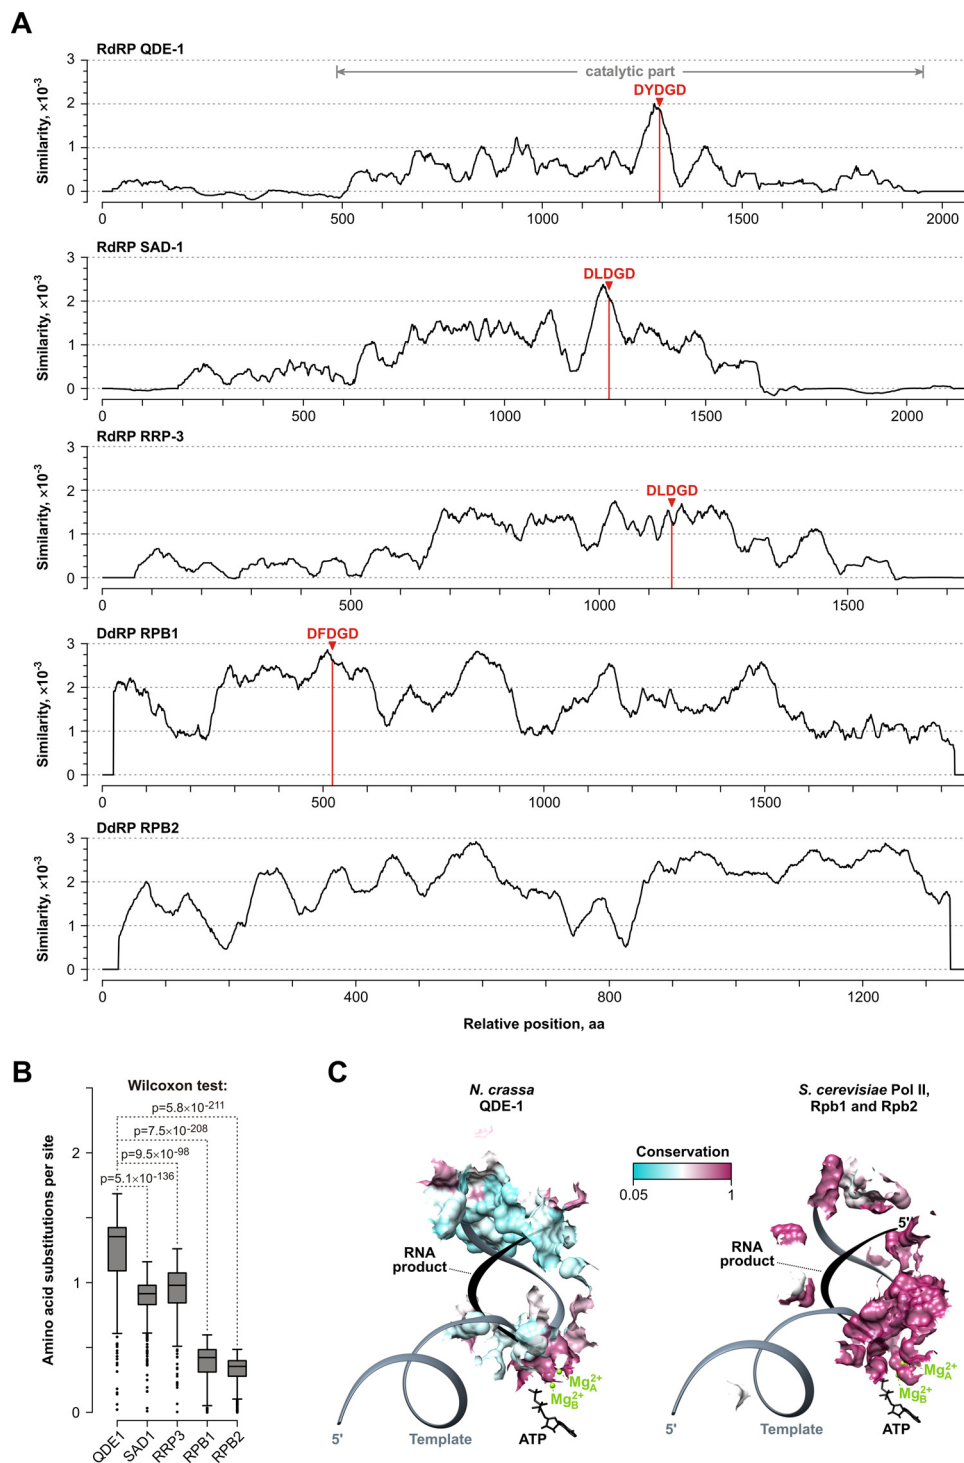 A
RdRP QDE-1
Similarity, ×10⁻³
3
2
1
0
catalytic part
DYDGD
0 500 1000 1500 2000
RdRP SAD-1
Similarity, ×10⁻³
3
2
1
0
DLDGD
0 500 1000 1500 2000
RdRP RRP-3
Similarity, ×10⁻³
3
2
1
0
DLDGD
0 500 1000 1500
DdRP RPB1
Similarity, ×10⁻³
3
2
1
0
DFDGD
0 500 1000 1500
DdRP RPB2
Similarity, ×10⁻³
3
2
1
0
0 400 800 1200
Relative position, aa
B
Wilcoxon test:
p=5.8×10⁻²¹¹
p=7.5×10⁻²⁰⁸
p=9.5×10⁻⁹⁸
p=5.1×10⁻¹³⁶
Amino acid substitutions per site
2
1
0
QDE1 SAD1 RRP3 RPB1 RPB2
C
N. crassa
QDE-1
Conservation
0.05 1
RNA
product
Mg²⁺A
Mg²⁺B
ATP
Template
5'
S. cerevisiae Pol II,
Rpb1 and Rpb2
5'
RNA
product
Mg²⁺A
Mg²⁺B
ATP
Template
5'